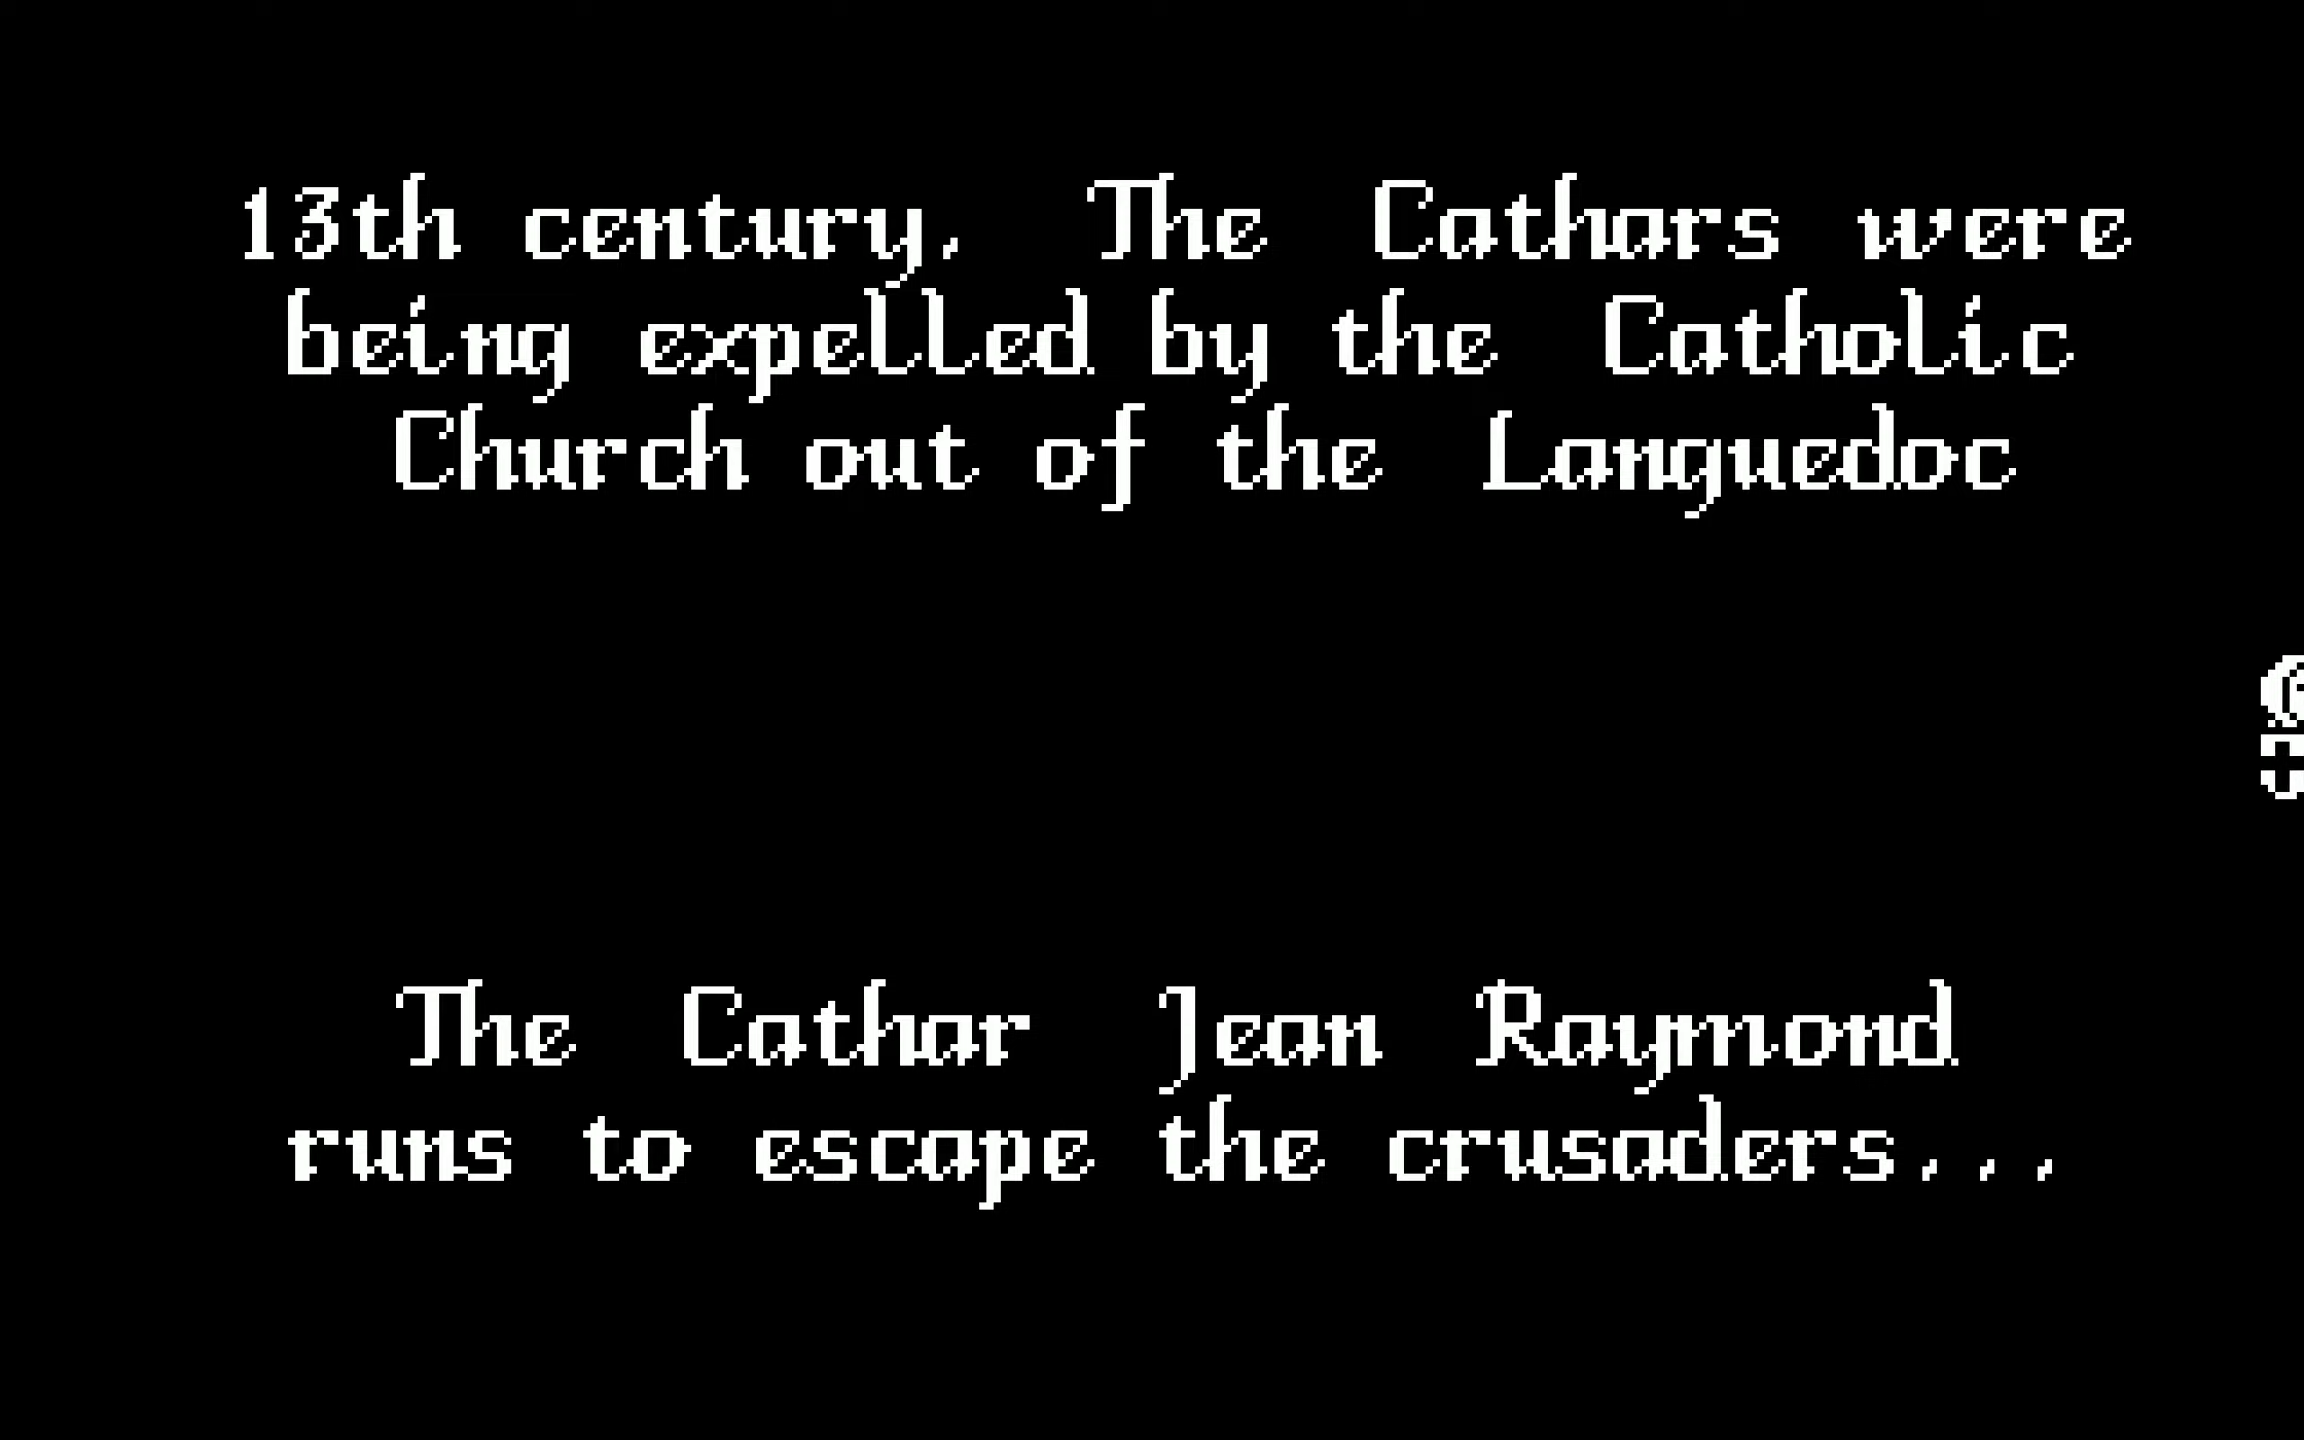 13th century, The Cathars were
being expelled by the Catholic
Church out of the Languedoc
The Cathar Jean Raymond
runs to escape the crusaders...